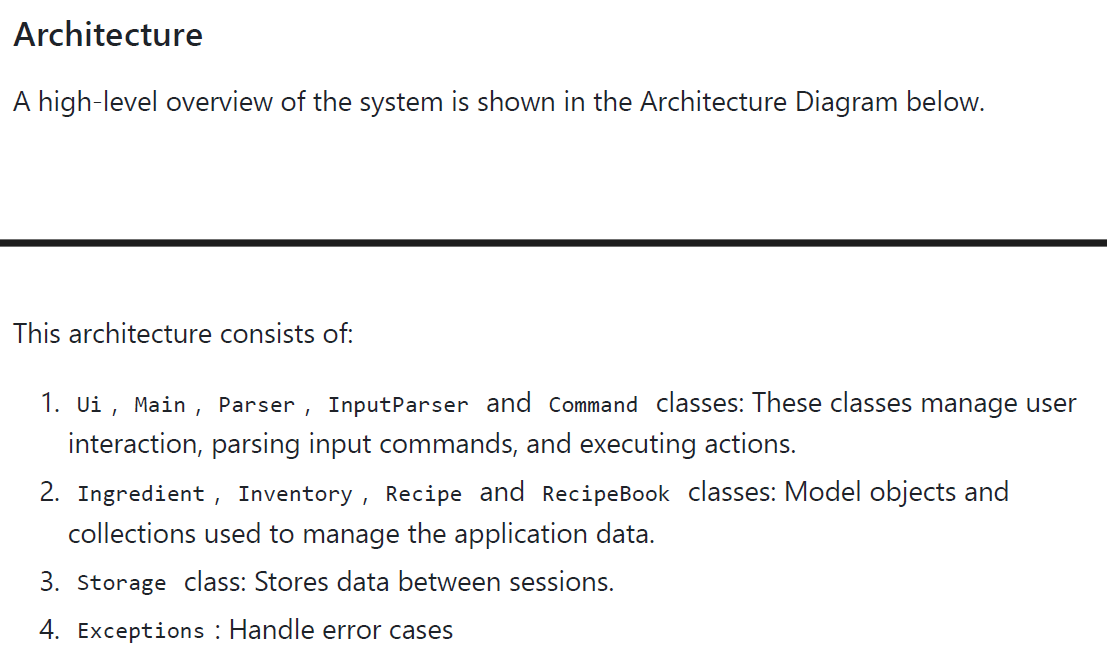 Architecture
A high-level overview of the system is shown in the Architecture Diagram below.
This architecture consists of:
1. Ui , Main , Parser , InputParser and Command classes: These classes manage user
interaction, parsing input commands, and executing actions.
2. Ingredient , Inventory , Recipe and RecipeBook classes: Model objects and
collections used to manage the application data.
3. Storage class: Stores data between sessions.
4. Exceptions : Handle error cases